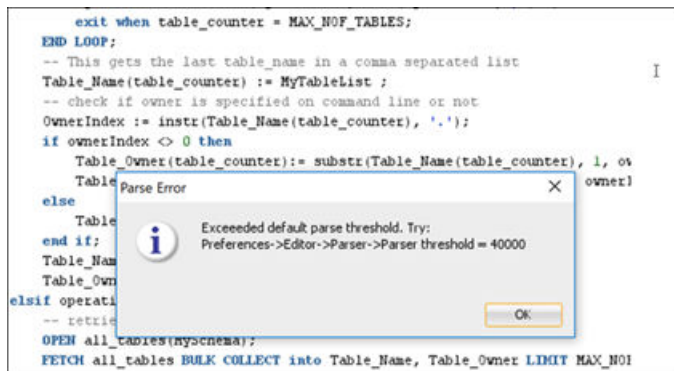 exit when table_counter = MAX_NOF_TABLES;
END LOOP;
-- This gets the last table_name in a comma separated list
Table_Name(table_counter) := MyTableList ;
-- check if owner is specified on command line or not
OwnerIndex := instr(Table_Name(table_counter), '.');
if ownerIndex <> 0 then
Table_Owner(table_counter):= substr(Table_Name(table_counter), 1, ow
Table
ownerI
else
Table
end if;
Table_Nam
Table_Own
elsif operati
-- retrie
OPEN all_tables(MySchema);
FETCH all_tables BULK COLLECT into Table_Name, Table_Owner LIMIT MAX_NOF
Parse Error
Exceeeded default parse threshold. Try:
Preferences->Editor->Parser->Parser threshold = 40000
OK